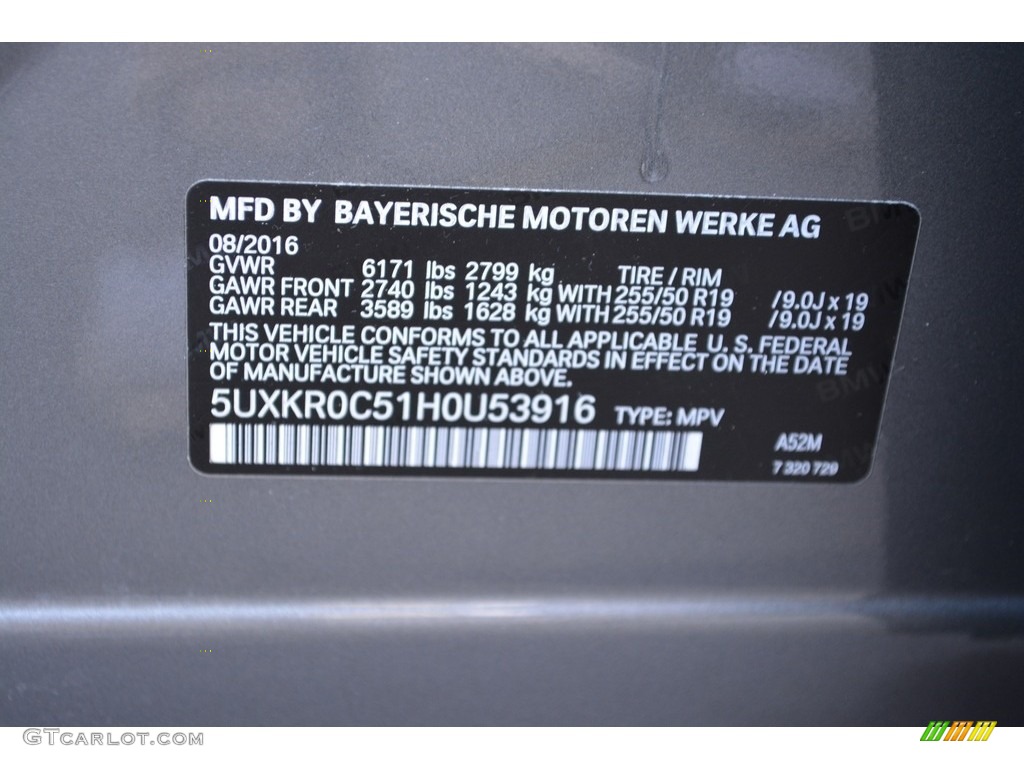 MFD BY BAYERISCHE MOTOREN WERKE AG
08/2016
GVWR 6171 lbs 2799 kg TIRE / RIM
GAWR FRONT 2740 lbs 1243 kg WITH 255/50 R19 /9.0J x 19
GAWR REAR 3589 lbs 1628 kg WITH 255/50 R19 /9.0J x 19
THIS VEHICLE CONFORMS TO ALL APPLICABLE U. S. FEDERAL
MOTOR VEHICLE SAFETY STANDARDS IN EFFECT ON THE DATE
OF MANUFACTURE SHOWN ABOVE.
5UXKR0C51H0U53916 TYPE: MPV
A52M
7 320 729
GTCARLOT.COM